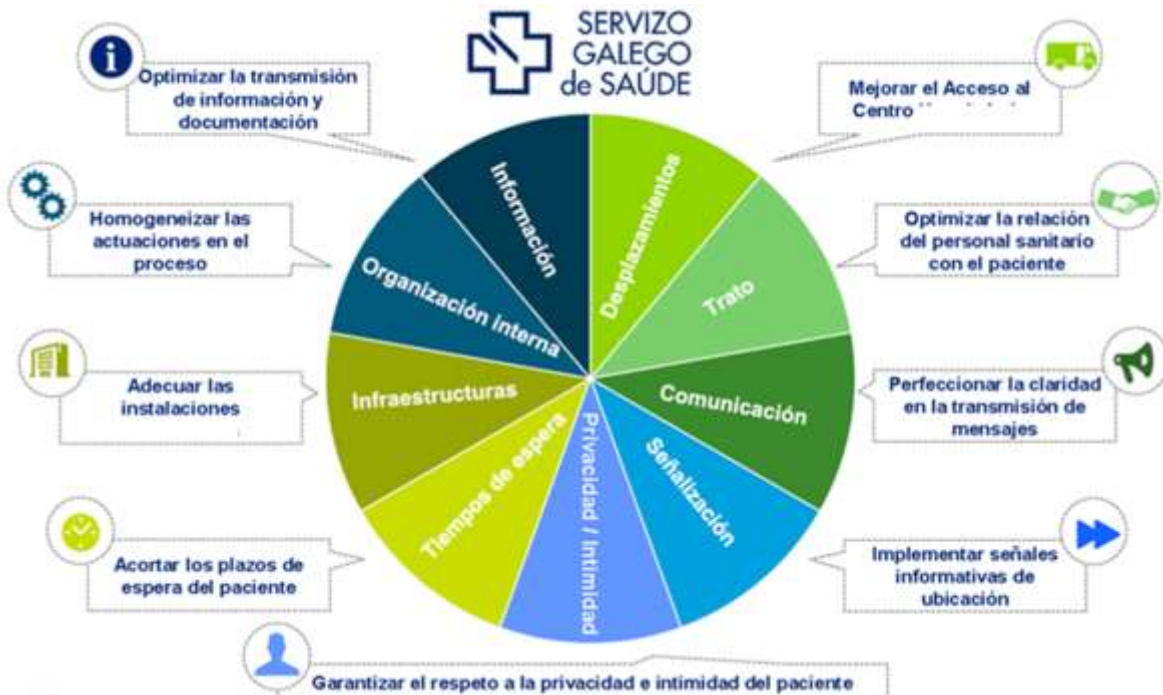 SERVIZO
GALEGO
de SAÚDE
Optimizar la transmisión
de información y
documentación
Mejorar el Acceso al
Centro
Homogeneizar las
actuaciones en el
proceso
Optimizar la relación
del personal sanitario
con el paciente
Adecuar las
instalaciones
Perfeccionar la claridad
en la transmisión de
mensajes
Acortar los plazos de
espera del paciente
Implementar señales
informativas de
ubicación
Garantizar el respeto a la privacidad e intimidad del paciente
Información
Desplazamientos
Organización interna
Trato
Infraestructuras
Comunicación
Tiempos de espera
Privacidad / Intimidad
Señalización